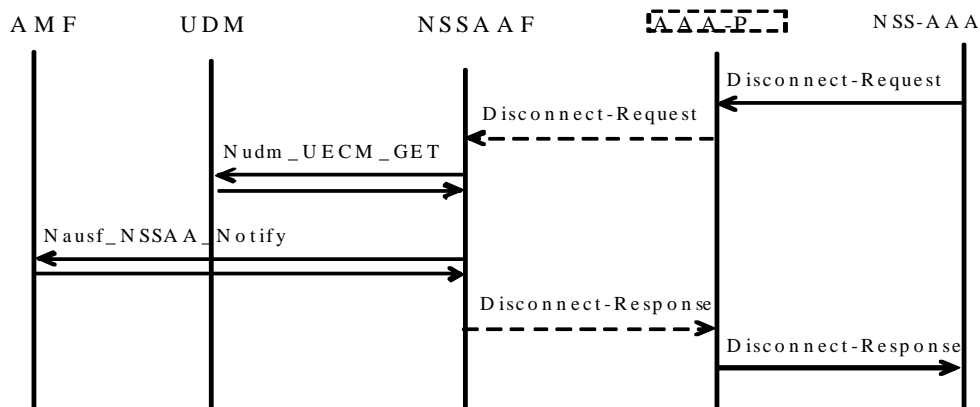 AMF UDM NSSAAF AAA-P NSS-AAA
Disconnect-Request
Disconnect-Request
Nudm_UECM_GET
Nausf_NSSAA_Notify
Disconnect-Response
Disconnect-Response